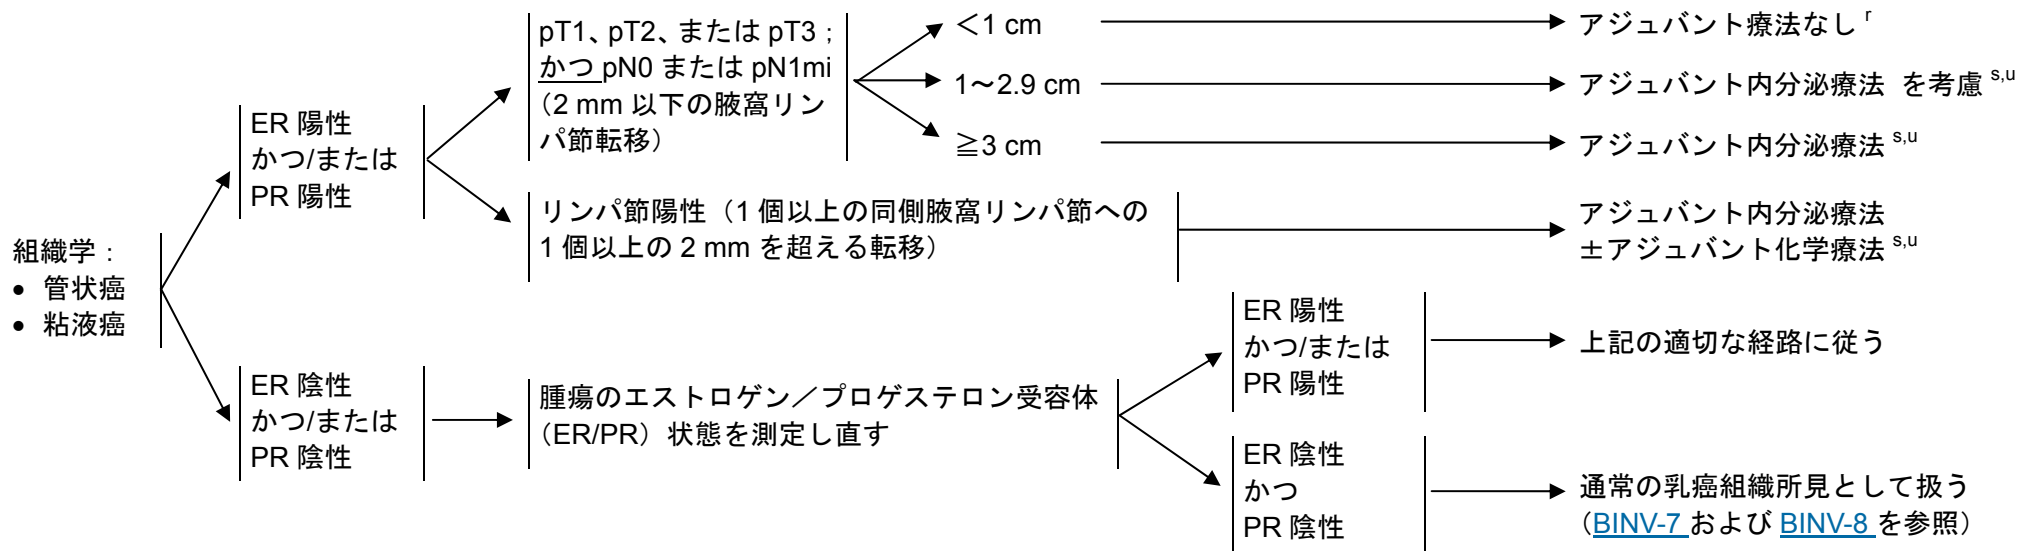 組織学：
• 管状癌
• 粘液癌
ER 陽性
かつ/または
PR 陽性
pT1、pT2、または pT3；
かつ pN0 または pN1mi
（2 mm 以下の腋窩リン
パ節転移）
＜1 cm
アジュバント療法なし r
1～2.9 cm
アジュバント内分泌療法 を考慮 s,u
≧3 cm
アジュバント内分泌療法 s,u
リンパ節陽性（1 個以上の同側腋窩リンパ節への
1 個以上の 2 mm を超える転移）
アジュバント内分泌療法
±アジュバント化学療法 s,u
ER 陰性
かつ/または
PR 陰性
腫瘍のエストロゲン／プロゲステロン受容体
（ER/PR）状態を測定し直す
ER 陽性
かつ/または
PR 陽性
上記の適切な経路に従う
ER 陰性
かつ
PR 陰性
通常の乳癌組織所見として扱う
（BINV-7 および BINV-8 を参照）